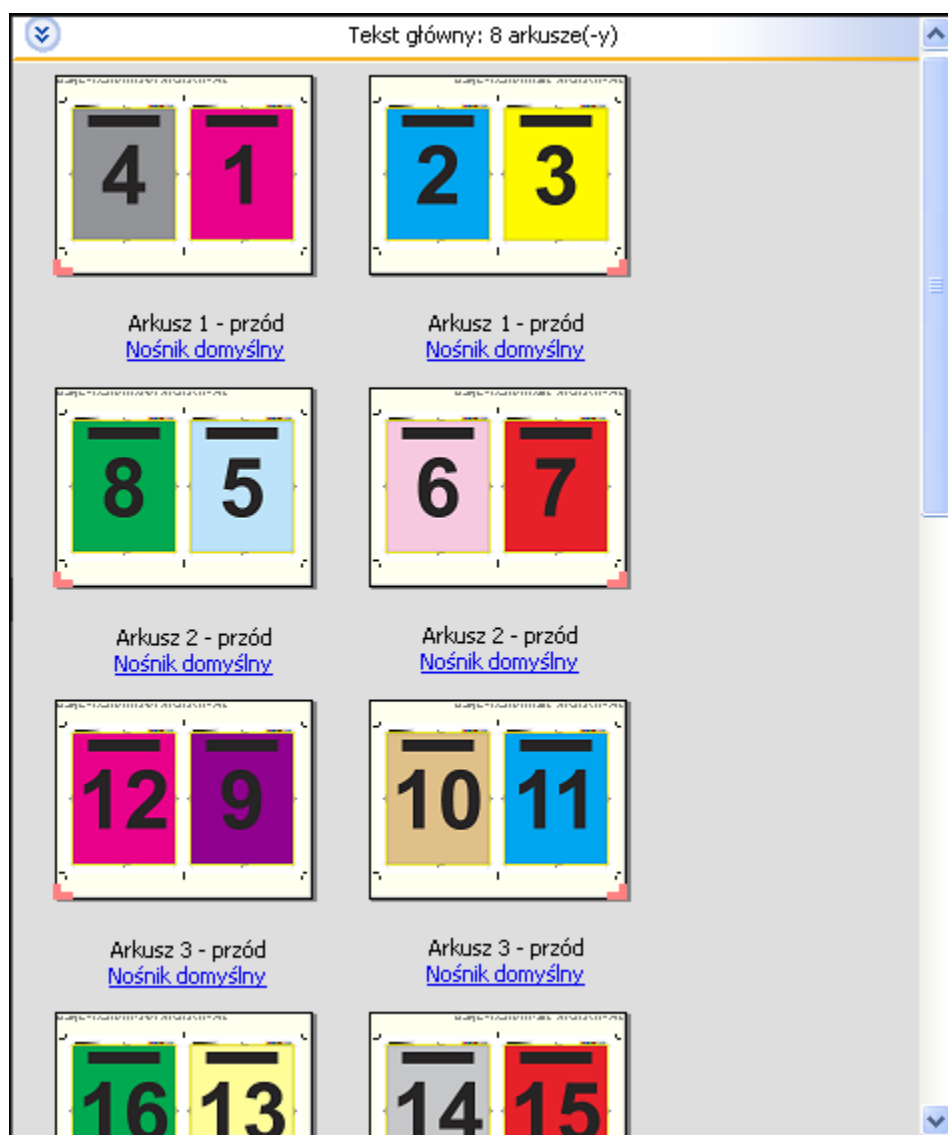 Tekst główny: 8 arkusze(-y)
4 1 2 3
Arkusz 1 - przód Arkusz 1 - przód
Nośnik domyślny Nośnik domyślny
8 5 6 7
Arkusz 2 - przód Arkusz 2 - przód
Nośnik domyślny Nośnik domyślny
12 9 10 11
Arkusz 3 - przód Arkusz 3 - przód
Nośnik domyślny Nośnik domyślny
16 13 14 15